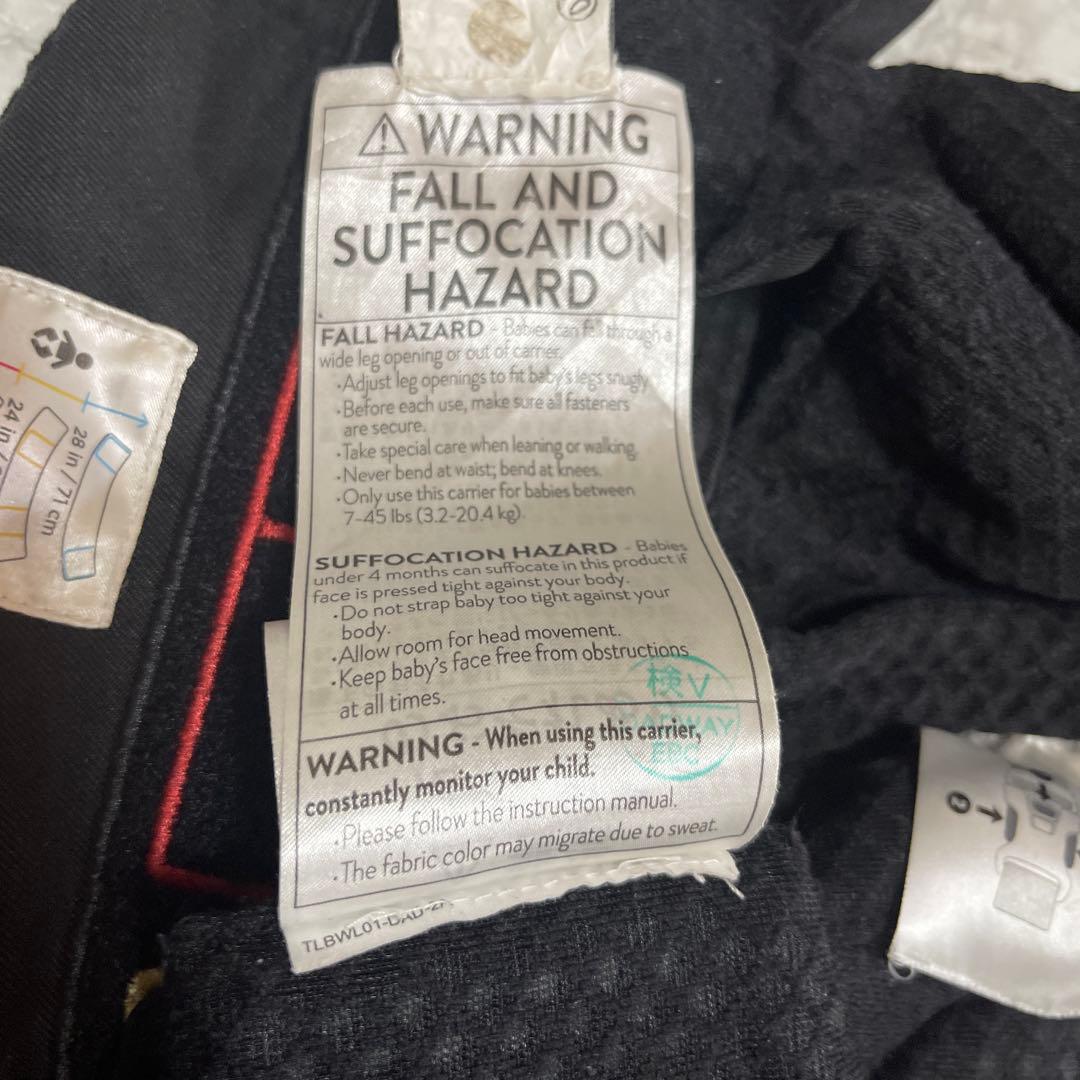 WARNING
FALL AND
SUFFOCATION
HAZARD
FALL HAZARD - Babies can fall through a
wide leg opening or out of carrier.
·Adjust leg openings to fit baby's legs snugly
·Before each use, make sure all fasteners
are secure.
·Take special care when leaning or walking.
·Never bend at waist; bend at knees.
·Only use this carrier for babies between
7-45 lbs (3.2-20.4 kg).
SUFFOCATION HAZARD - Babies
under 4 months can suffocate in this product if
face is pressed tight against your body.
·Do not strap baby too tight against your
body.
·Allow room for head movement.
·Keep baby's face free from obstructions
at all times.
検V
EBC
WARNING - When using this carrier,
constantly monitor your child.
·Please follow the instruction manual.
·The fabric color may migrate due to sweat.
TLBWL01-DAD-
24 in /
28 in / 71 cm
2